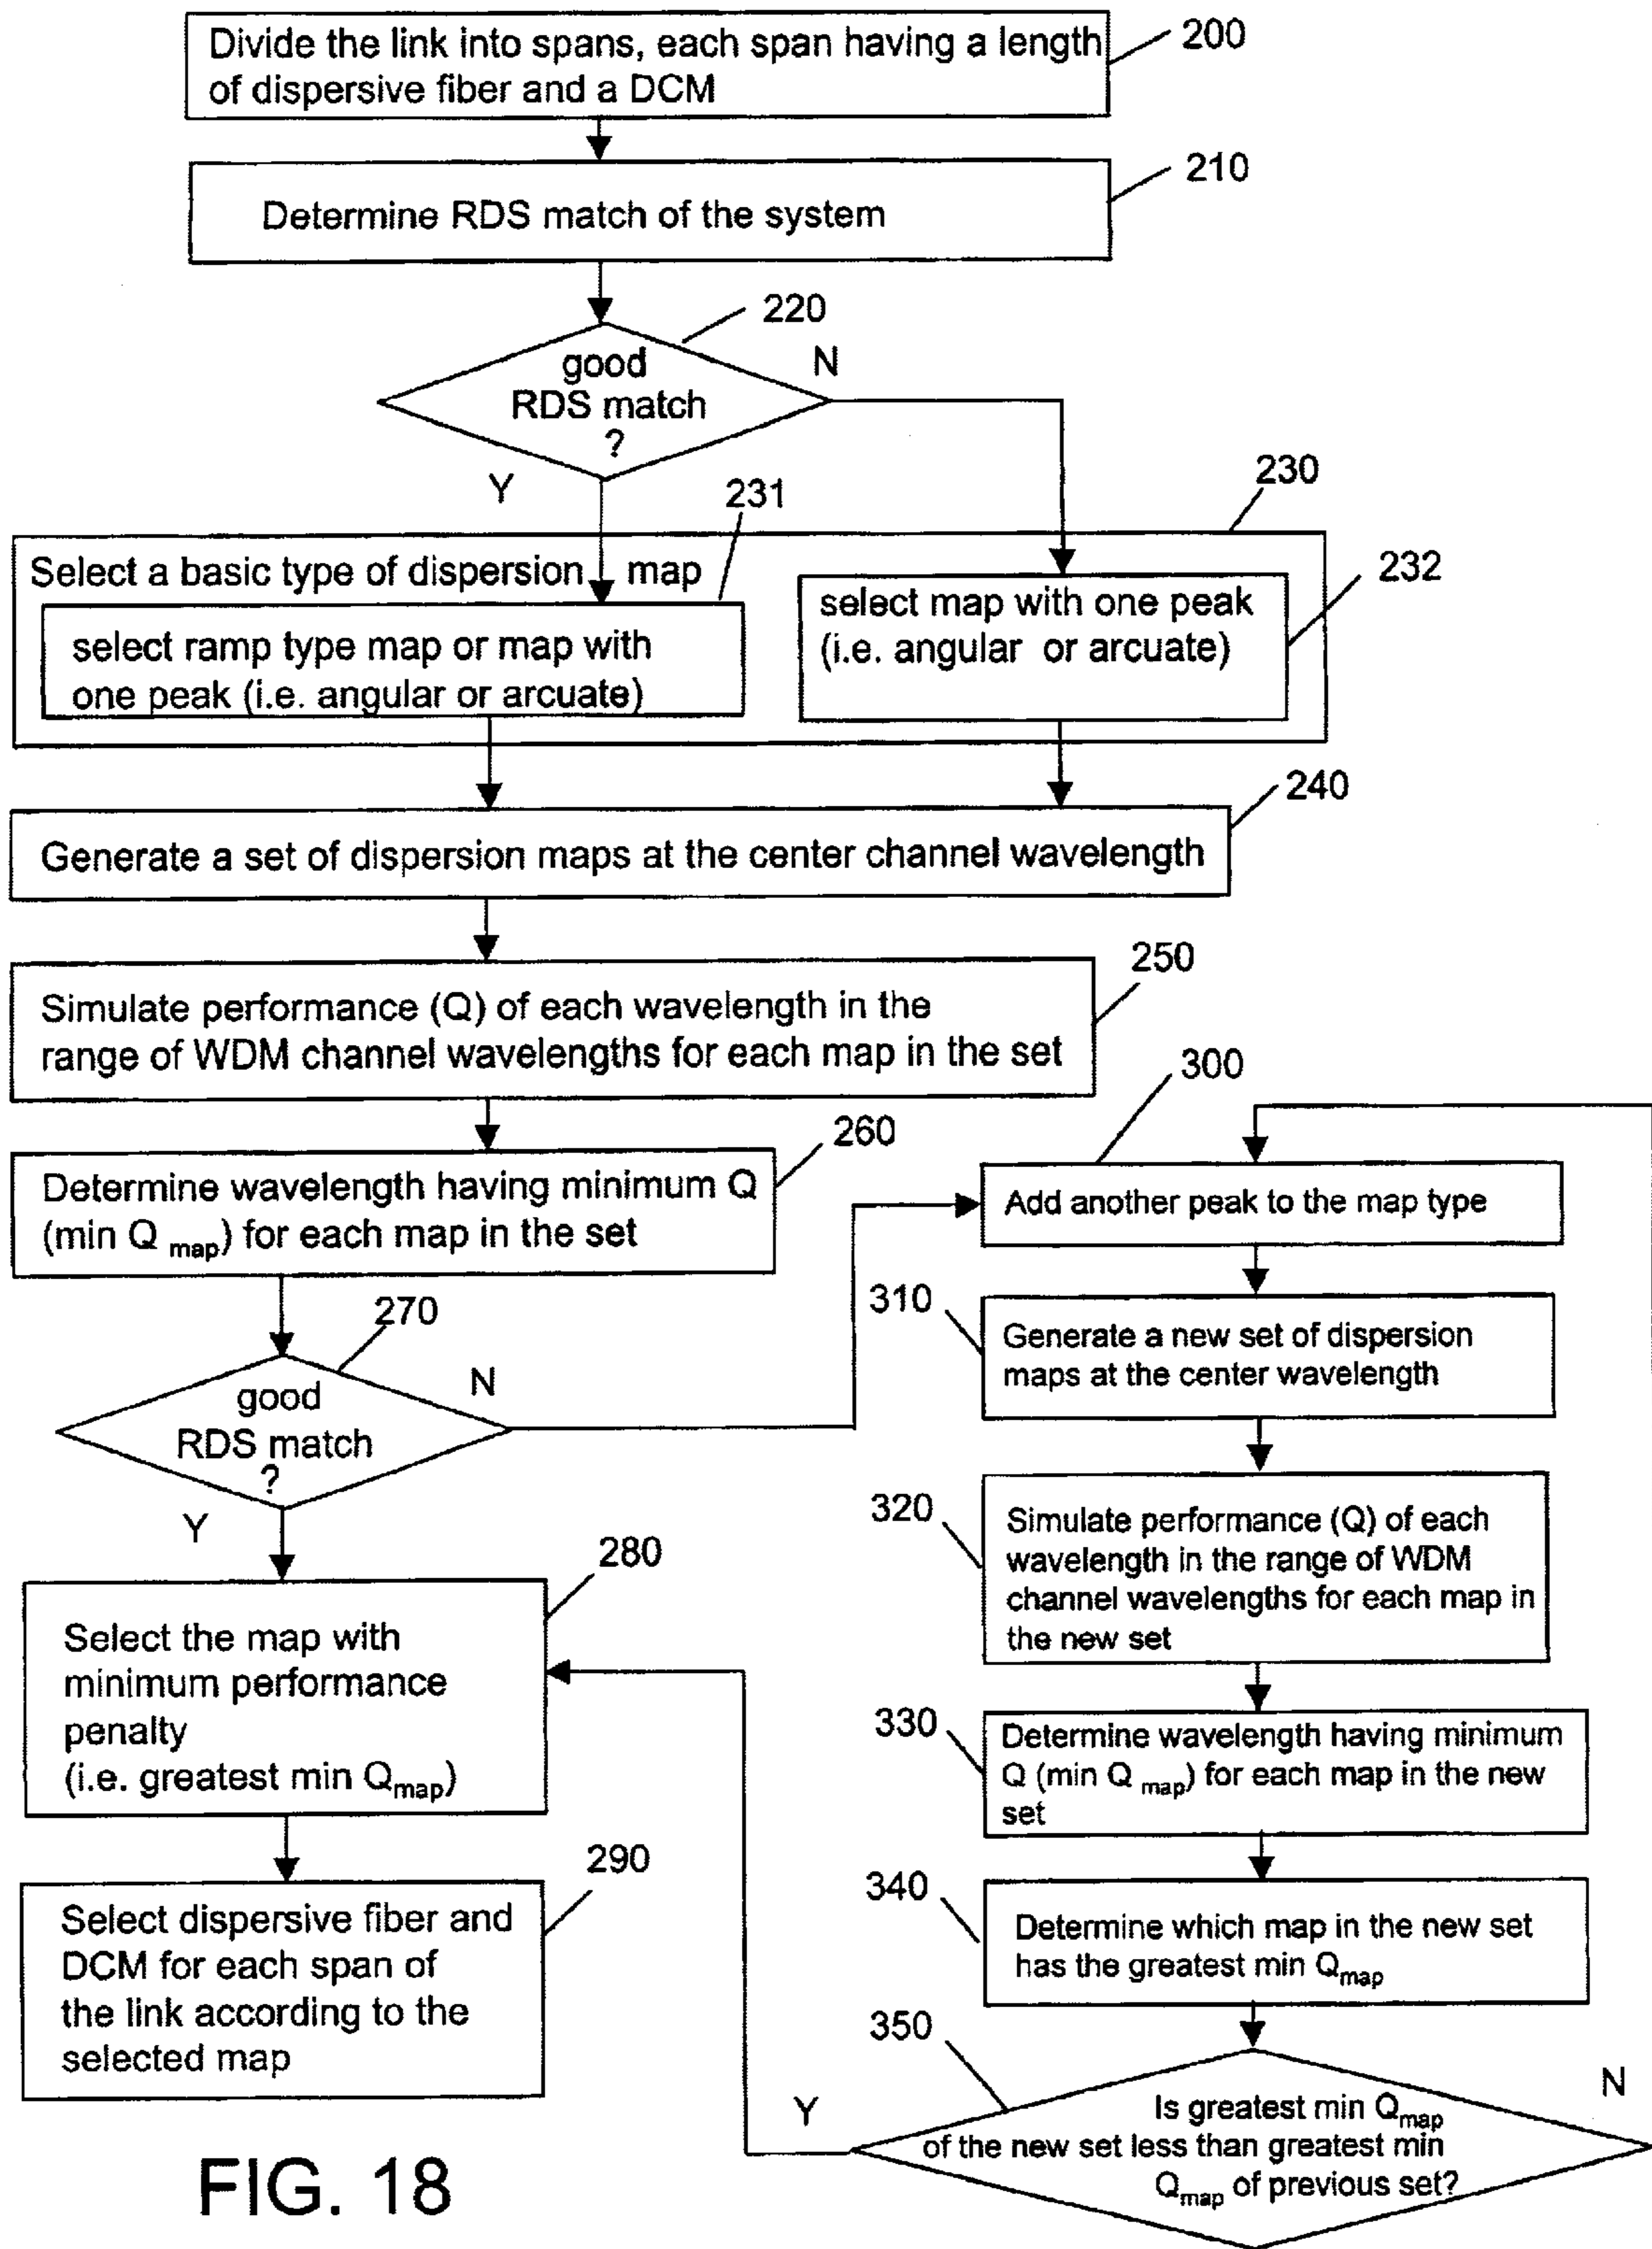 Divide the link into spans, each span having a length
of dispersive fiber and a DCM
200
Determine RDS match of the system
210
220
good
RDS match
?
N
Y
231
230
Select a basic type of dispersion map
select ramp type map or map with
one peak (i.e. angular or arcuate)
select map with one peak
(i.e. angular or arcuate)
232
240
Generate a set of dispersion maps at the center channel wavelength
250
Simulate performance (Q) of each wavelength in the
range of WDM channel wavelengths for each map in the set
260
Determine wavelength having minimum Q
(min Q map) for each map in the set
270
good
RDS match
?
N
Y
280
Select the map with
minimum performance
penalty
(i.e. greatest min Qmap)
290
Select dispersive fiber and
DCM for each span of
the link according to the
selected map
300
Add another peak to the map type
310
Generate a new set of dispersion
maps at the center wavelength
320
Simulate performance (Q) of each
wavelength in the range of WDM
channel wavelengths for each map in
the new set
330
Determine wavelength having minimum
Q (min Q map) for each map in the new
set
340
Determine which map in the new set
has the greatest min Qmap
350
Is greatest min Qmap
of the new set less than greatest min
Qmap of previous set?
Y
N
FIG. 18